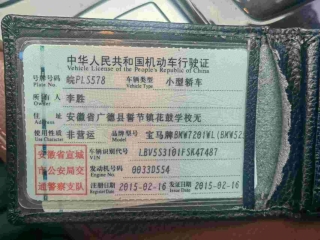 中华人民共和国机动车行驶证
Vehicle License of the People's Republic of China
号牌号码 皖PLS578 车辆类型 小型轿车
Plate No. Vehicle Type
所有人 李胜
Owner
住址 安徽省广德县誓节镇花鼓学校无
Address
使用性质 非营运 品牌型号 宝马牌BMW7201WL(BMW52
Use Character Model
安徽省宣城 车辆识别代号 LBV5S3101FSK47487
VIN
市公安局交 发动机号码 0033D554
Engine No.
通警察支队 注册日期 2015-02-16 发证日期 2015-02-16
Register Date Issue Date